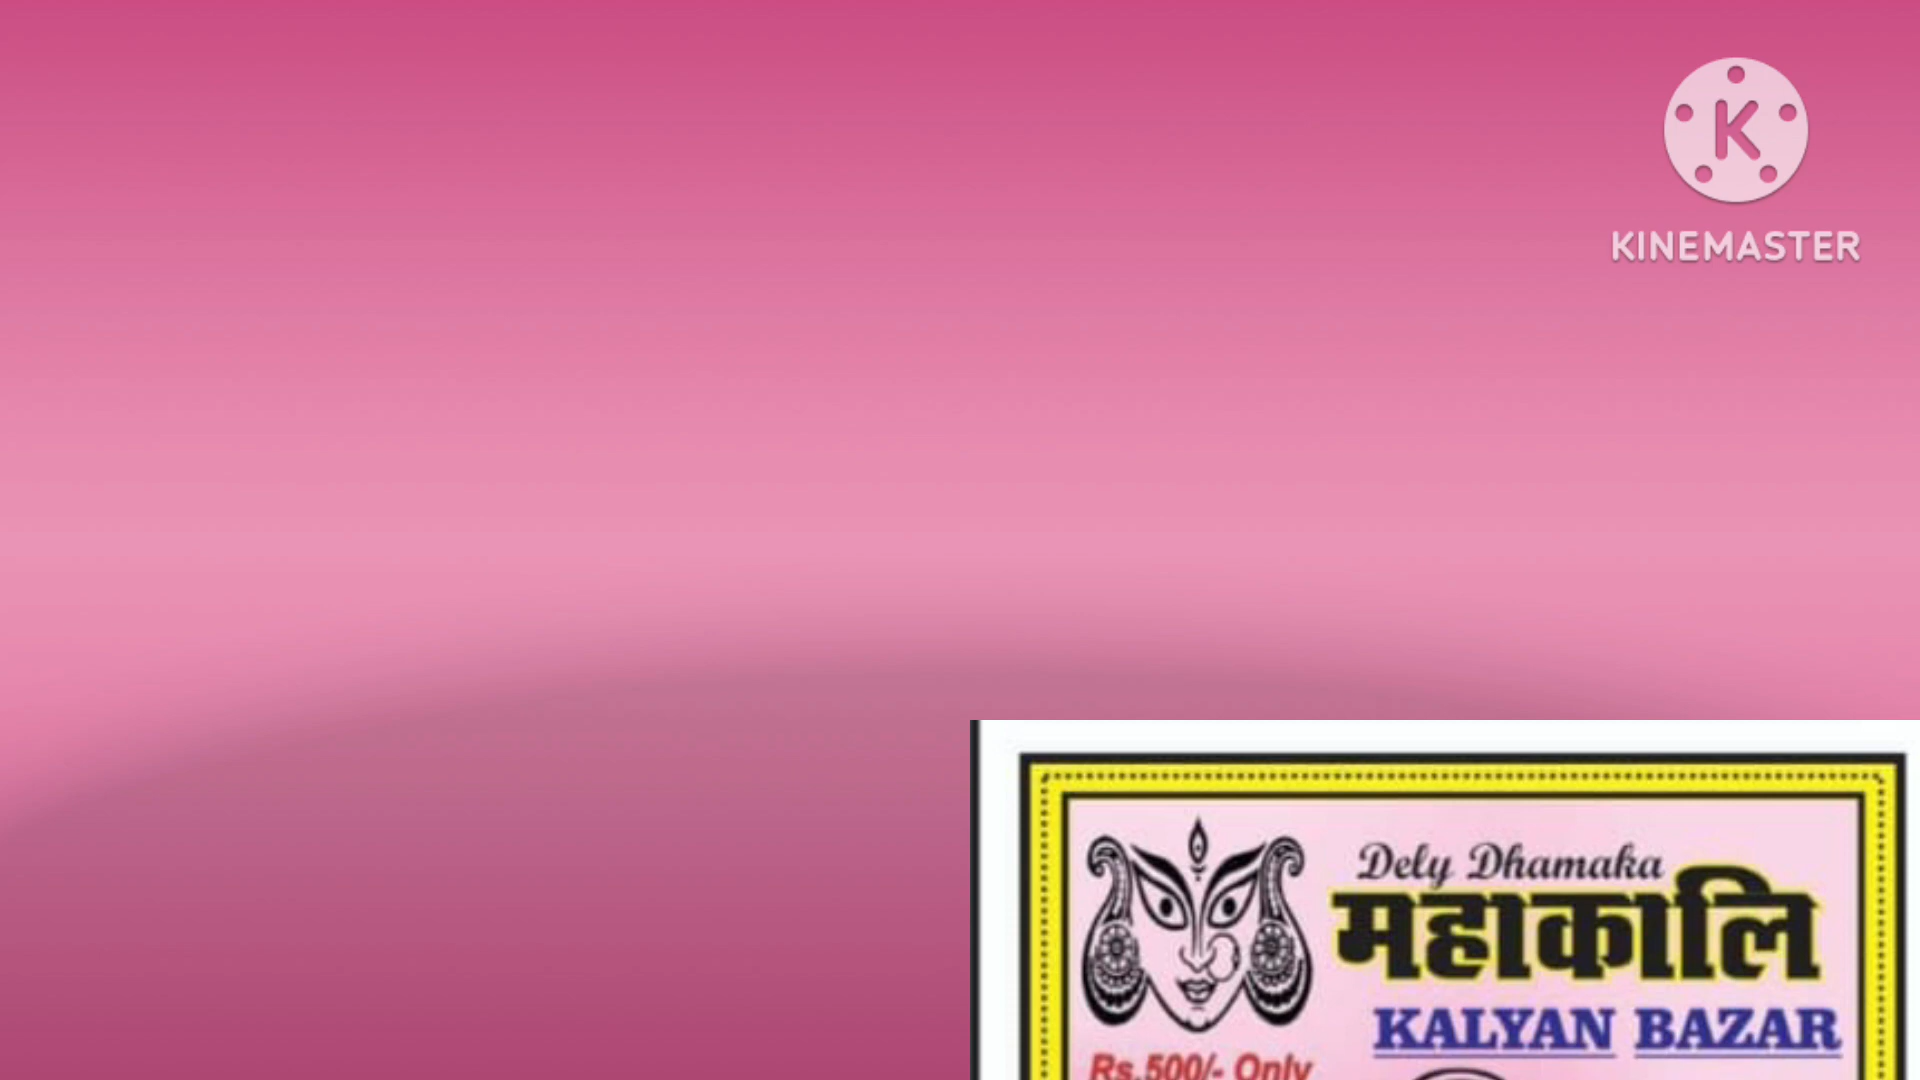 K
KINEMASTER
Dely Dhamaka
महाकालि
KALYAN BAZAR
Rs.500/- Only